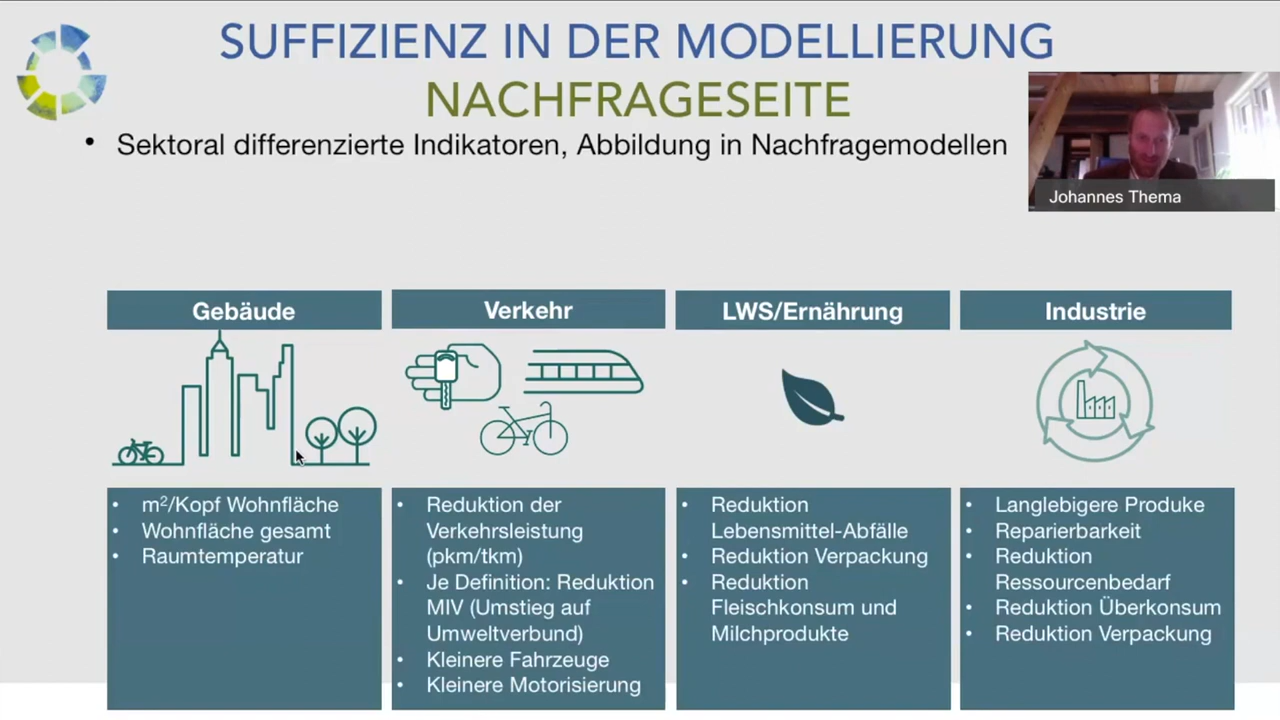 SUFFIZIENZ IN DER MODELLIERUNG
NACHFRAGESEITE
• Sektoral differenzierte Indikatoren, Abbildung in Nachfragemodellen
Johannes Thema
Gebäude
• m²/Kopf Wohnfläche
• Wohnfläche gesamt
• Raumtemperatur
Verkehr
• Reduktion der
Verkehrsleistung
(pkm/tkm)
• Je Definition: Reduktion
MIV (Umstieg auf
Umweltverbund)
• Kleinere Fahrzeuge
• Kleinere Motorisierung
LWS/Ernährung
• Reduktion
Lebensmittel-Abfälle
• Reduktion Verpackung
• Reduktion
Fleischkonsum und
Milchprodukte
Industrie
• Langlebigere Produke
• Reparierbarkeit
• Reduktion
Ressourcenbedarf
• Reduktion Überkonsum
• Reduktion Verpackung